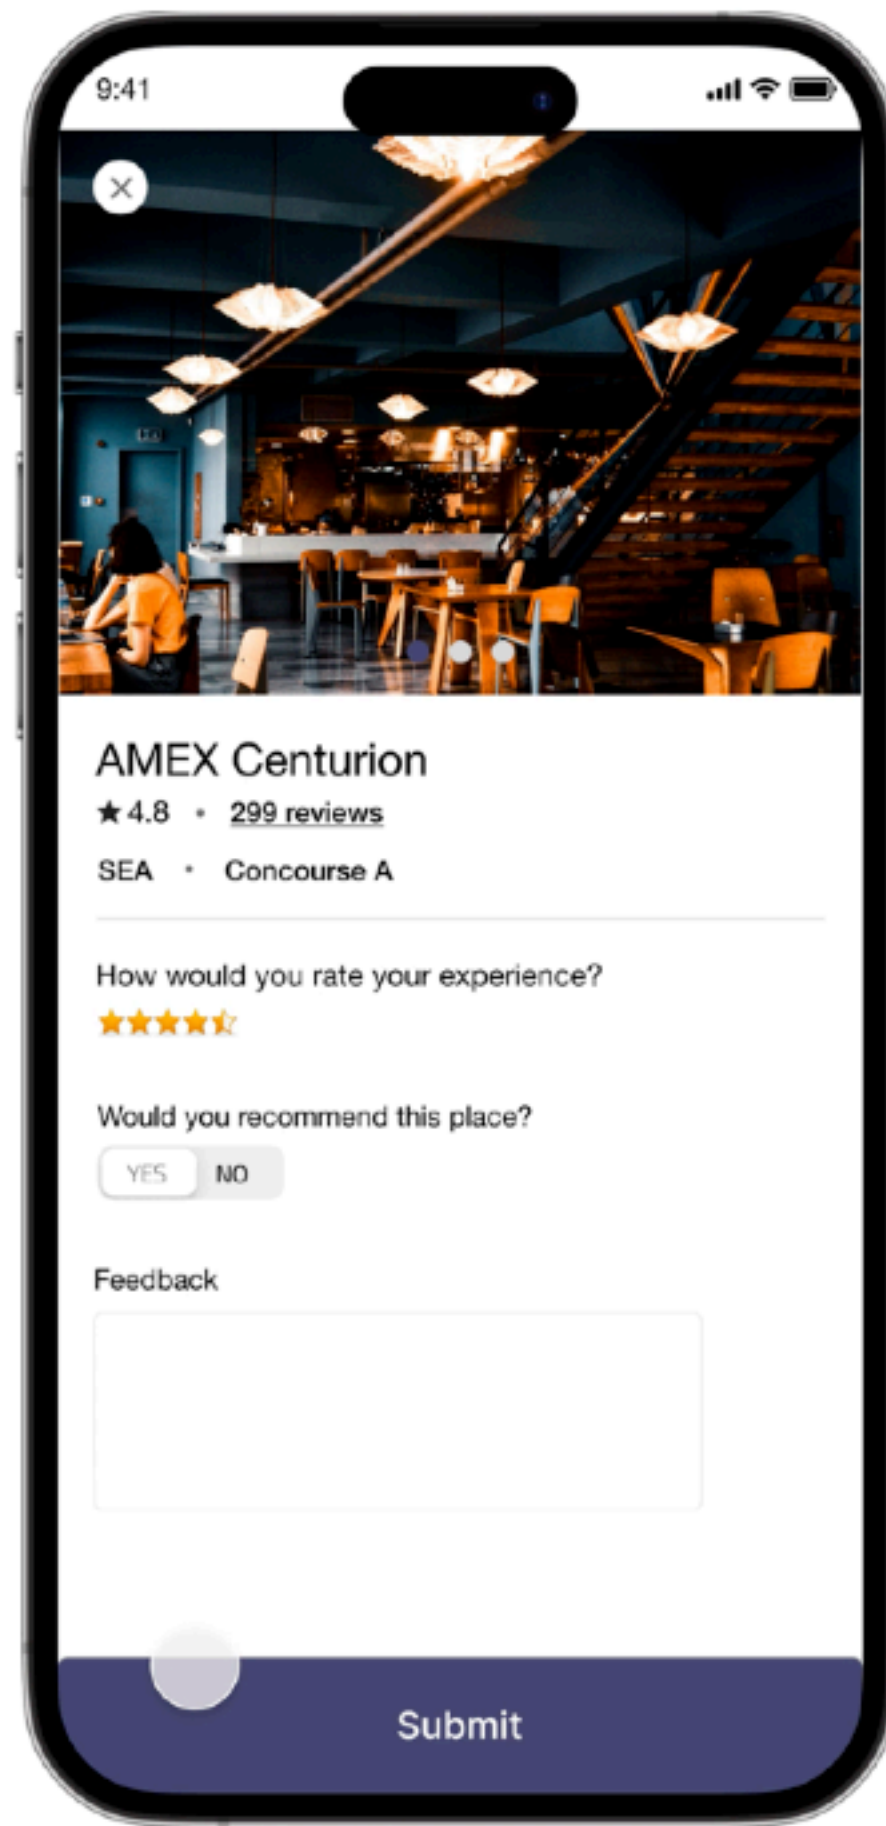 9:41
AMEX Centurion
★ 4.8 • 299 reviews
SEA • Concourse A
How would you rate your experience?
Would you recommend this place?
YES NO
Feedback
Submit